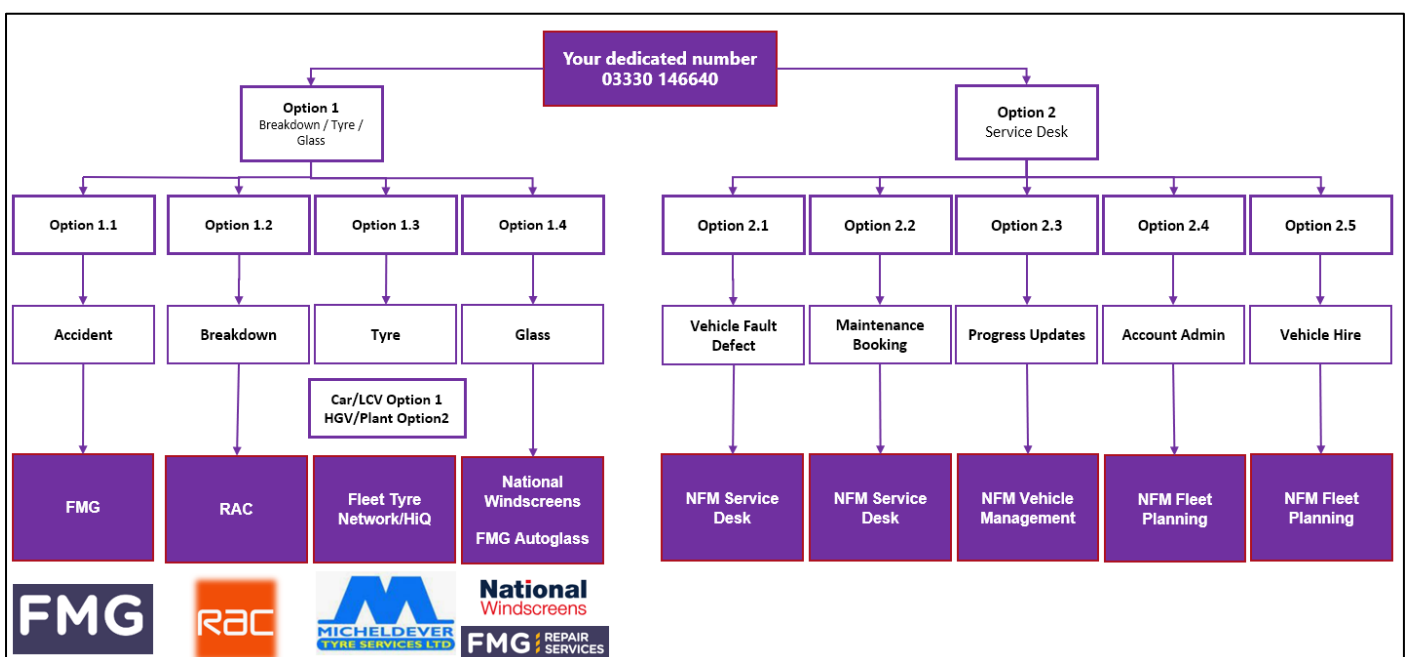 Your dedicated number
03330 146640
Option 1
Breakdown / Tyre /
Glass
Option 2
Service Desk
Option 1.1
Option 1.2
Option 1.3
Option 1.4
Option 2.1
Option 2.2
Option 2.3
Option 2.4
Option 2.5
Accident
Breakdown
Tyre
Glass
Vehicle Fault
Defect
Maintenance
Booking
Progress Updates
Account Admin
Vehicle Hire
Car/LCV Option 1
HGV/Plant Option2
FMG
RAC
Fleet Tyre
Network/HiQ
National
Windscreens
FMG Autoglass
NFM Service
Desk
NFM Service
Desk
NFM Vehicle
Management
NFM Fleet
Planning
NFM Fleet
Planning
FMG
RAC
MICHELDEVER
TYRE SERVICES LTD
National
Windscreens
FMG REPAIR
SERVICES